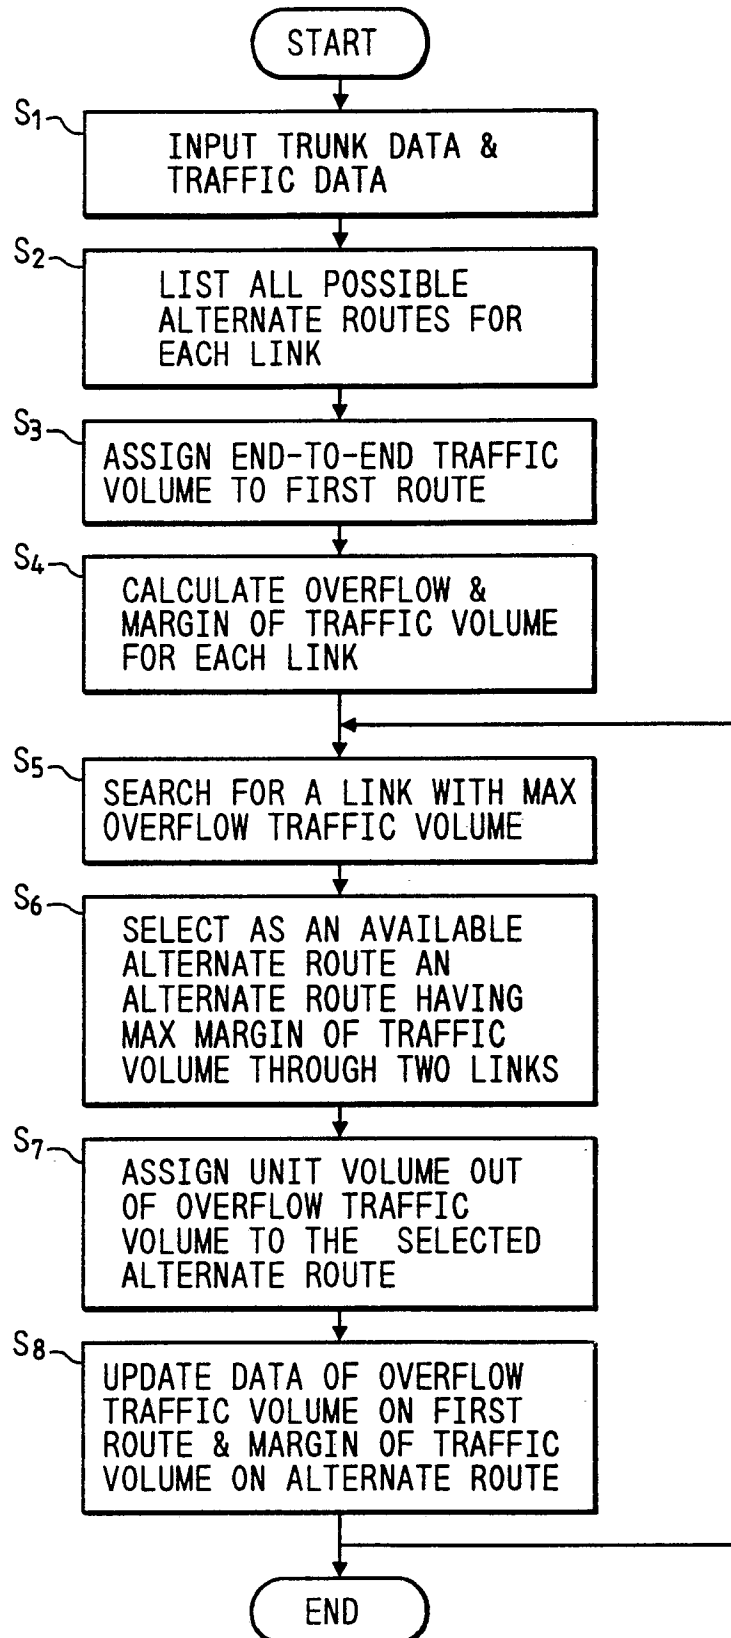 START
S1
INPUT TRUNK DATA &
TRAFFIC DATA
S2
LIST ALL POSSIBLE
ALTERNATE ROUTES FOR
EACH LINK
S3
ASSIGN END-TO-END TRAFFIC
VOLUME TO FIRST ROUTE
S4
CALCULATE OVERFLOW &
MARGIN OF TRAFFIC VOLUME
FOR EACH LINK
S5
SEARCH FOR A LINK WITH MAX
OVERFLOW TRAFFIC VOLUME
S6
SELECT AS AN AVAILABLE
ALTERNATE ROUTE AN
ALTERNATE ROUTE HAVING
MAX MARGIN OF TRAFFIC
VOLUME THROUGH TWO LINKS
S7
ASSIGN UNIT VOLUME OUT
OF OVERFLOW TRAFFIC
VOLUME TO THE SELECTED
ALTERNATE ROUTE
S8
UPDATE DATA OF OVERFLOW
TRAFFIC VOLUME ON FIRST
ROUTE & MARGIN OF TRAFFIC
VOLUME ON ALTERNATE ROUTE
END